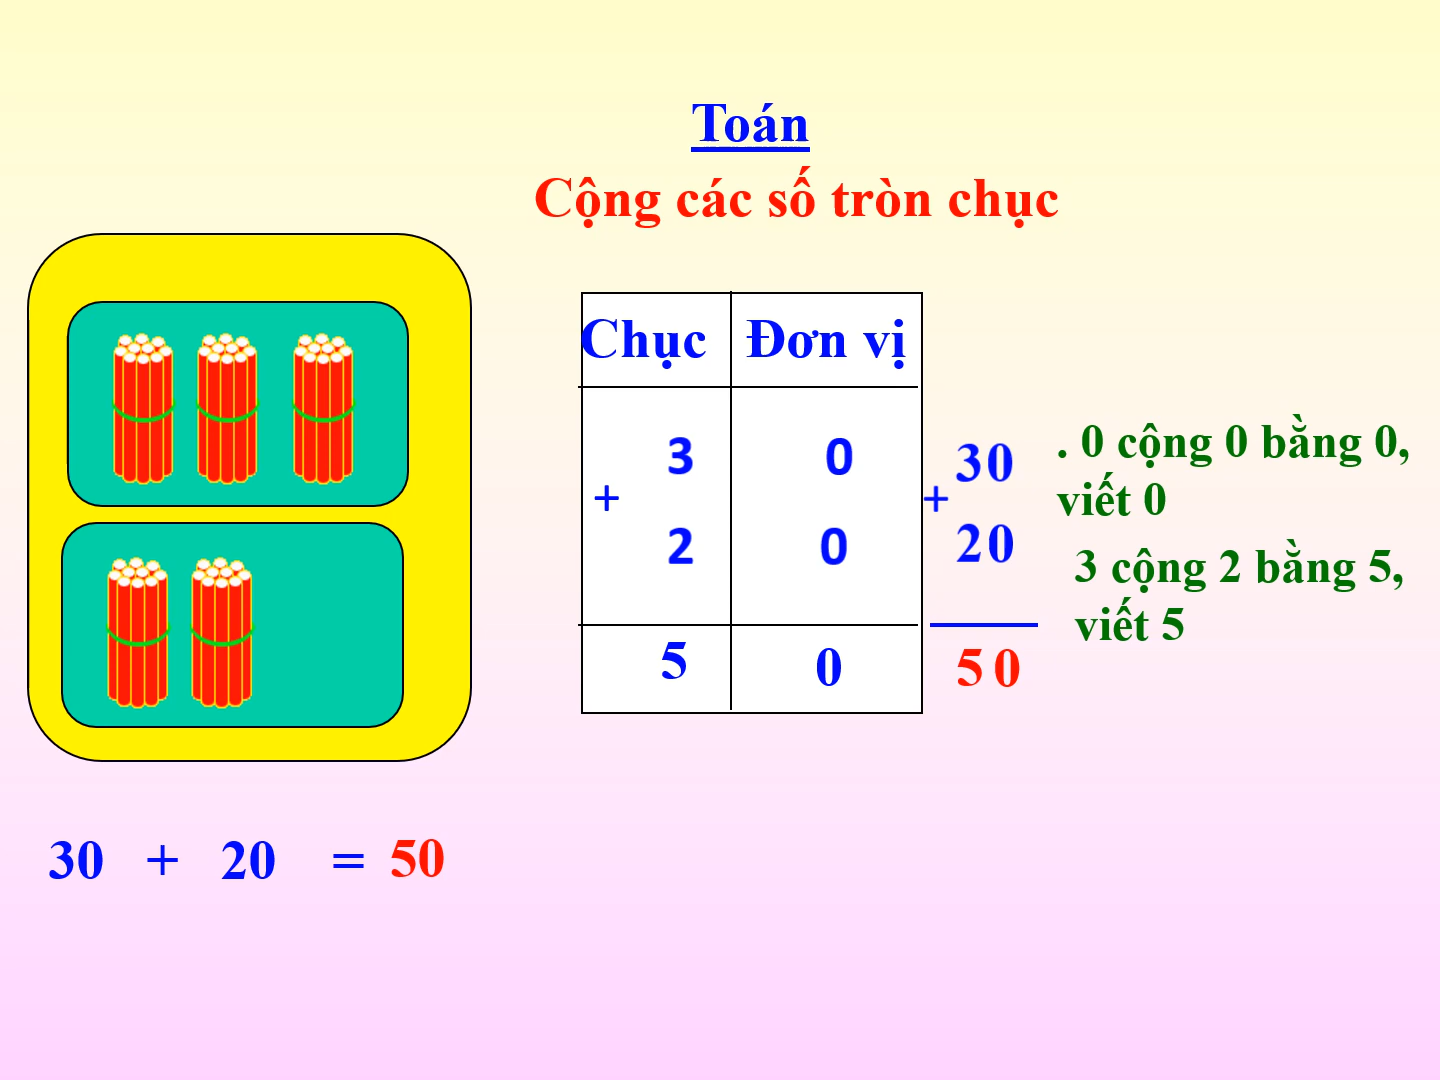 Toán
Cộng các số tròn chục
Chục Đơn vị
3 0
+
2 0
5 0
30
+
20
50
. 0 cộng 0 bằng 0,
viết 0
3 cộng 2 bằng 5,
viết 5
30 + 20 = 50